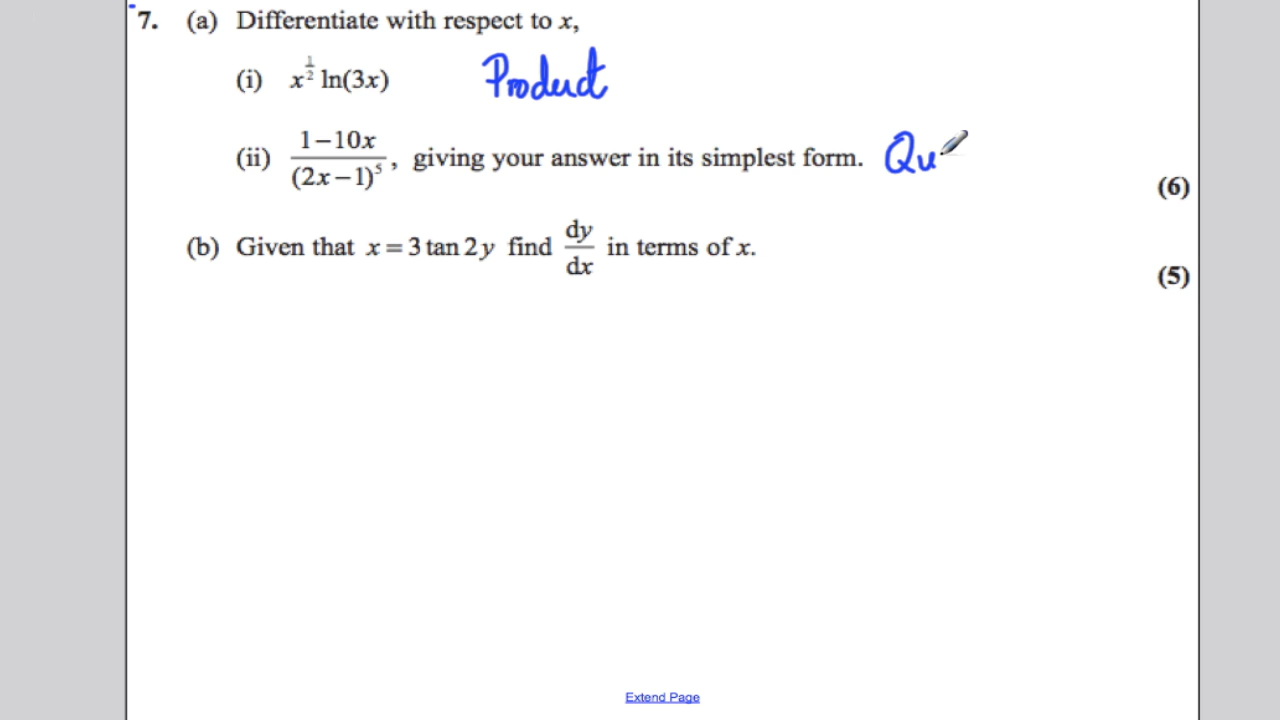 7. (a) Differentiate with respect to x,
(i) x^{1/2} ln(3x) Product
(ii) \frac{1-10x}{(2x-1)^5}, giving your answer in its simplest form. Qu
(6)
(b) Given that x = 3 tan 2y find \frac{dy}{dx} in terms of x.
(5)
Extend Page